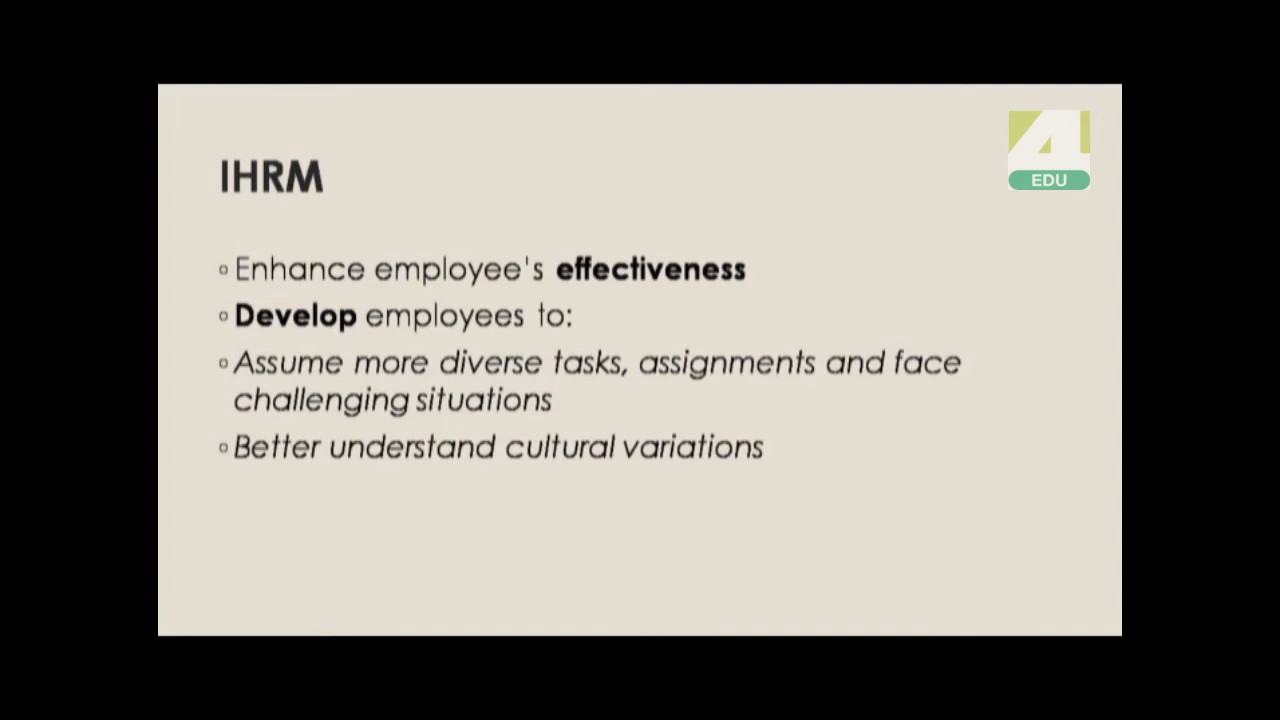 4
EDU
IHRM
◦ Enhance employee's effectiveness
◦ Develop employees to:
◦ Assume more diverse tasks, assignments and face
challenging situations
◦ Better understand cultural variations